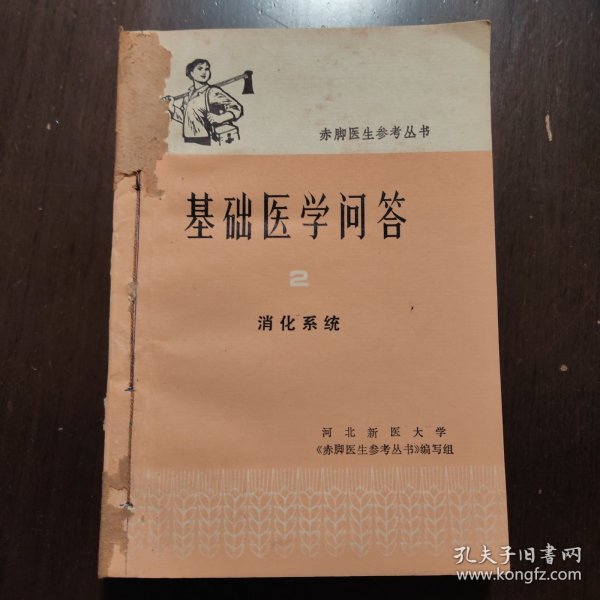 赤脚医生参考丛书
基础医学问答
2
消化系统
河北新医大学
《赤脚医生参考丛书》编写组
孔夫子旧书网
www.kongfz.com